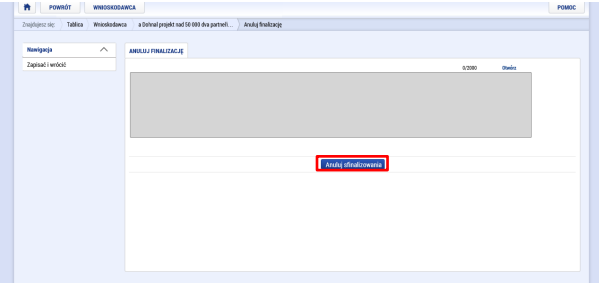 POWRÓT WNIOSKODAWCA POMOC
Znajdujesz się: Tablica Wnioskodawca a Dofinal projekt nad 50 000 dva partneři... Anuluj finalizację
Nawigacja
Zapisać i wrócić
ANULUJ FINALIZACJĘ
0/2000 Otwórz
Anuluj sfinalizowania